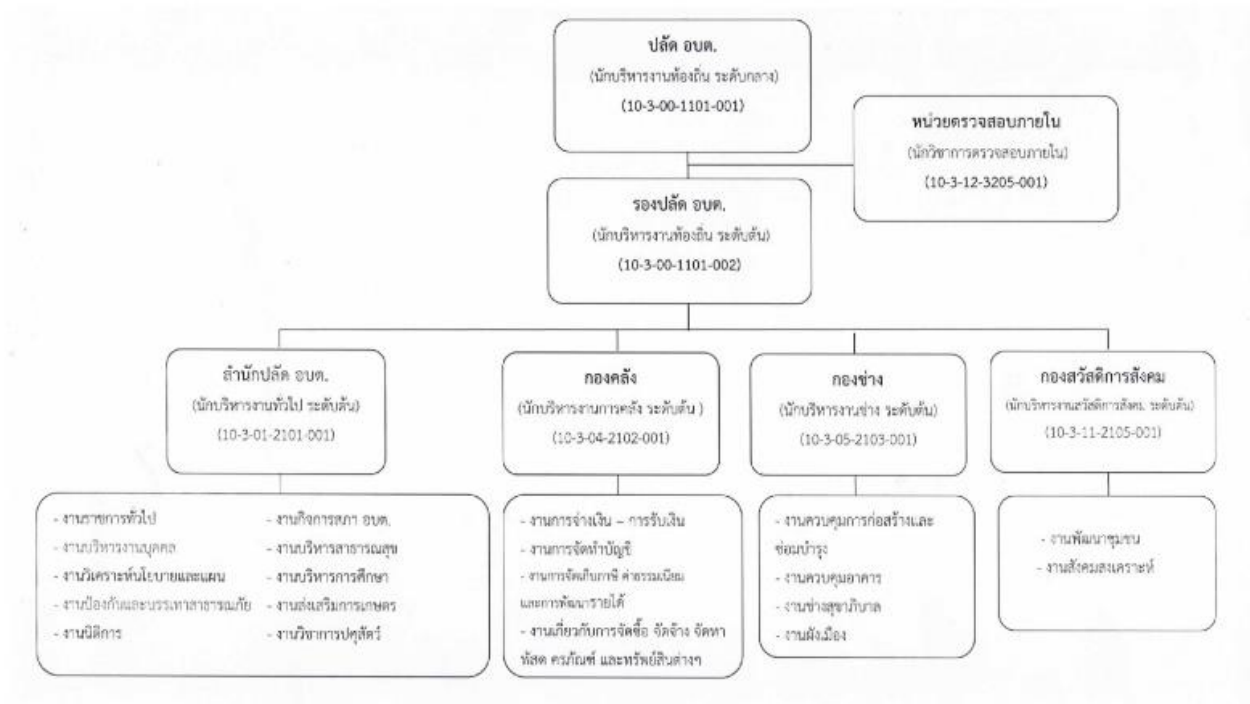 ปลัด อบต.
(นักบริหารงานท้องถิ่น ระดับกลาง)
(10-3-00-1101-001)
หน่วยตรวจสอบภายใน
(นักวิชาการตรวจสอบภายใน)
(10-3-12-3205-001)
รองปลัด อบต.
(นักบริหารงานท้องถิ่น ระดับต้น)
(10-3-00-1101-002)
สำนักปลัด อบต.
(นักบริหารงานทั่วไป ระดับต้น)
(10-3-01-2101-001)
กองคลัง
(นักบริหารงานการคลัง ระดับต้น )
(10-3-04-2102-001)
กองช่าง
(นักบริหารงานช่าง ระดับต้น)
(10-3-05-2103-001)
กองสวัสดิการสังคม
(นักบริหารงานสวัสดิการสังคม ระดับต้น)
(10-3-11-2105-001)
- งานราชการทั่วไป
- งานบริหารงานบุคคล
- งานวิเคราะห์นโยบายและแผน
- งานป้องกันและบรรเทาสาธารณภัย
- งานนิติการ
- งานกิจการสภา อบต.
- งานบริหารสาธารณสุข
- งานบริหารการศึกษา
- งานส่งเสริมการเกษตร
- งานวิชาการปศุสัตว์
- งานการจ่ายเงิน – การรับเงิน
- งานการจัดทำบัญชี
- งานการจัดเก็บภาษี ค่าธรรมเนียม
และการพัฒนารายได้
- งานเกี่ยวกับการจัดซื้อ จัดจ้าง จัดหา
พัสดุ ครุภัณฑ์ และทรัพย์สินต่างๆ
- งานควบคุมการก่อสร้างและ
ซ่อมบำรุง
- งานควบคุมอาคาร
- งานช่างสุขาภิบาล
- งานผังเมือง
- งานพัฒนาชุมชน
- งานสังคมสงเคราะห์